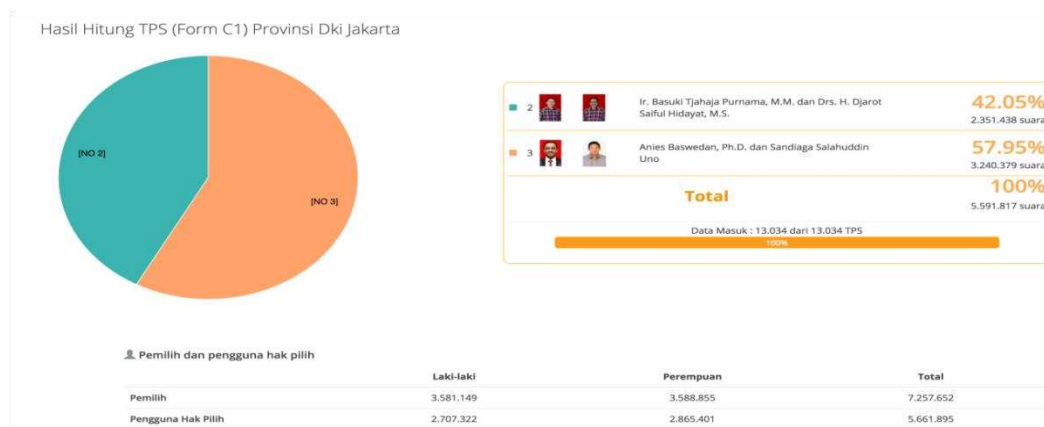 Hasil Hitung TPS (Form C1) Provinsi Dki Jakarta
[NO 2]
[NO 3]
2 Ir. Basuki Tjahaja Purnama, M.M. dan Drs. H. Djarot
Saiful Hidayat, M.S.
42.05%
2.351.438 suara
3 Anies Baswedan, Ph.D. dan Sandiaga Salahuddin
Uno
57.95%
3.240.379 suara
Total
100%
5.591.817 suara
Data Masuk : 13.034 dari 13.034 TPS
100%
Pemilih dan pengguna hak pilih
Laki-laki Perempuan Total
Pemilih 3.581.149 3.588.855 7.257.652
Pengguna Hak Pilih 2.707.322 2.865.401 5.661.895